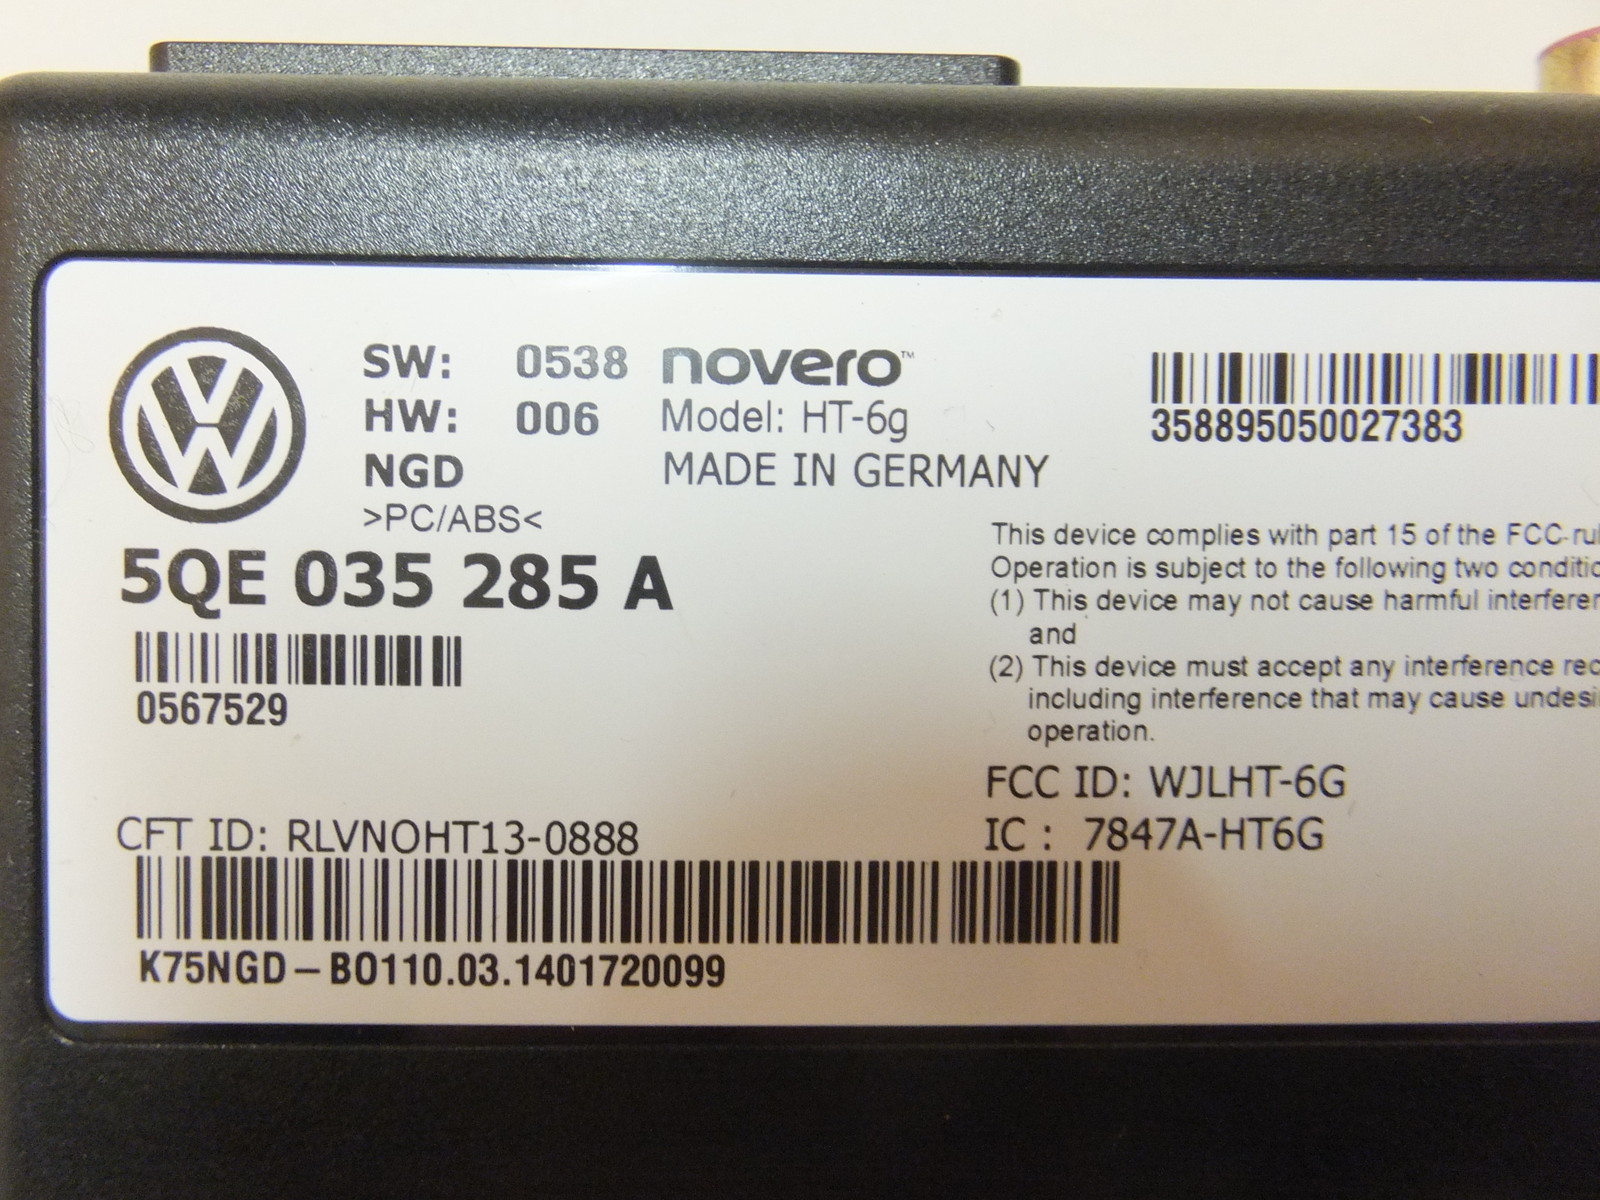 SW: 0538
HW: 006
NGD
>PC/ABS<
novero™
Model: HT-6g
MADE IN GERMANY
358895050027383
5QE 035 285 A
0567529
This device complies with part 15 of the FCC-
Operation is subject to the following two
(1) This device may not cause harmful
and
(2) This device must accept any interference
including interference that may cause
operation.
FCC ID: WJLHT-6G
IC : 7847A-HT6G
CFT ID: RLVNOHT13-0888
K75NGD – BO110.03.1401720099